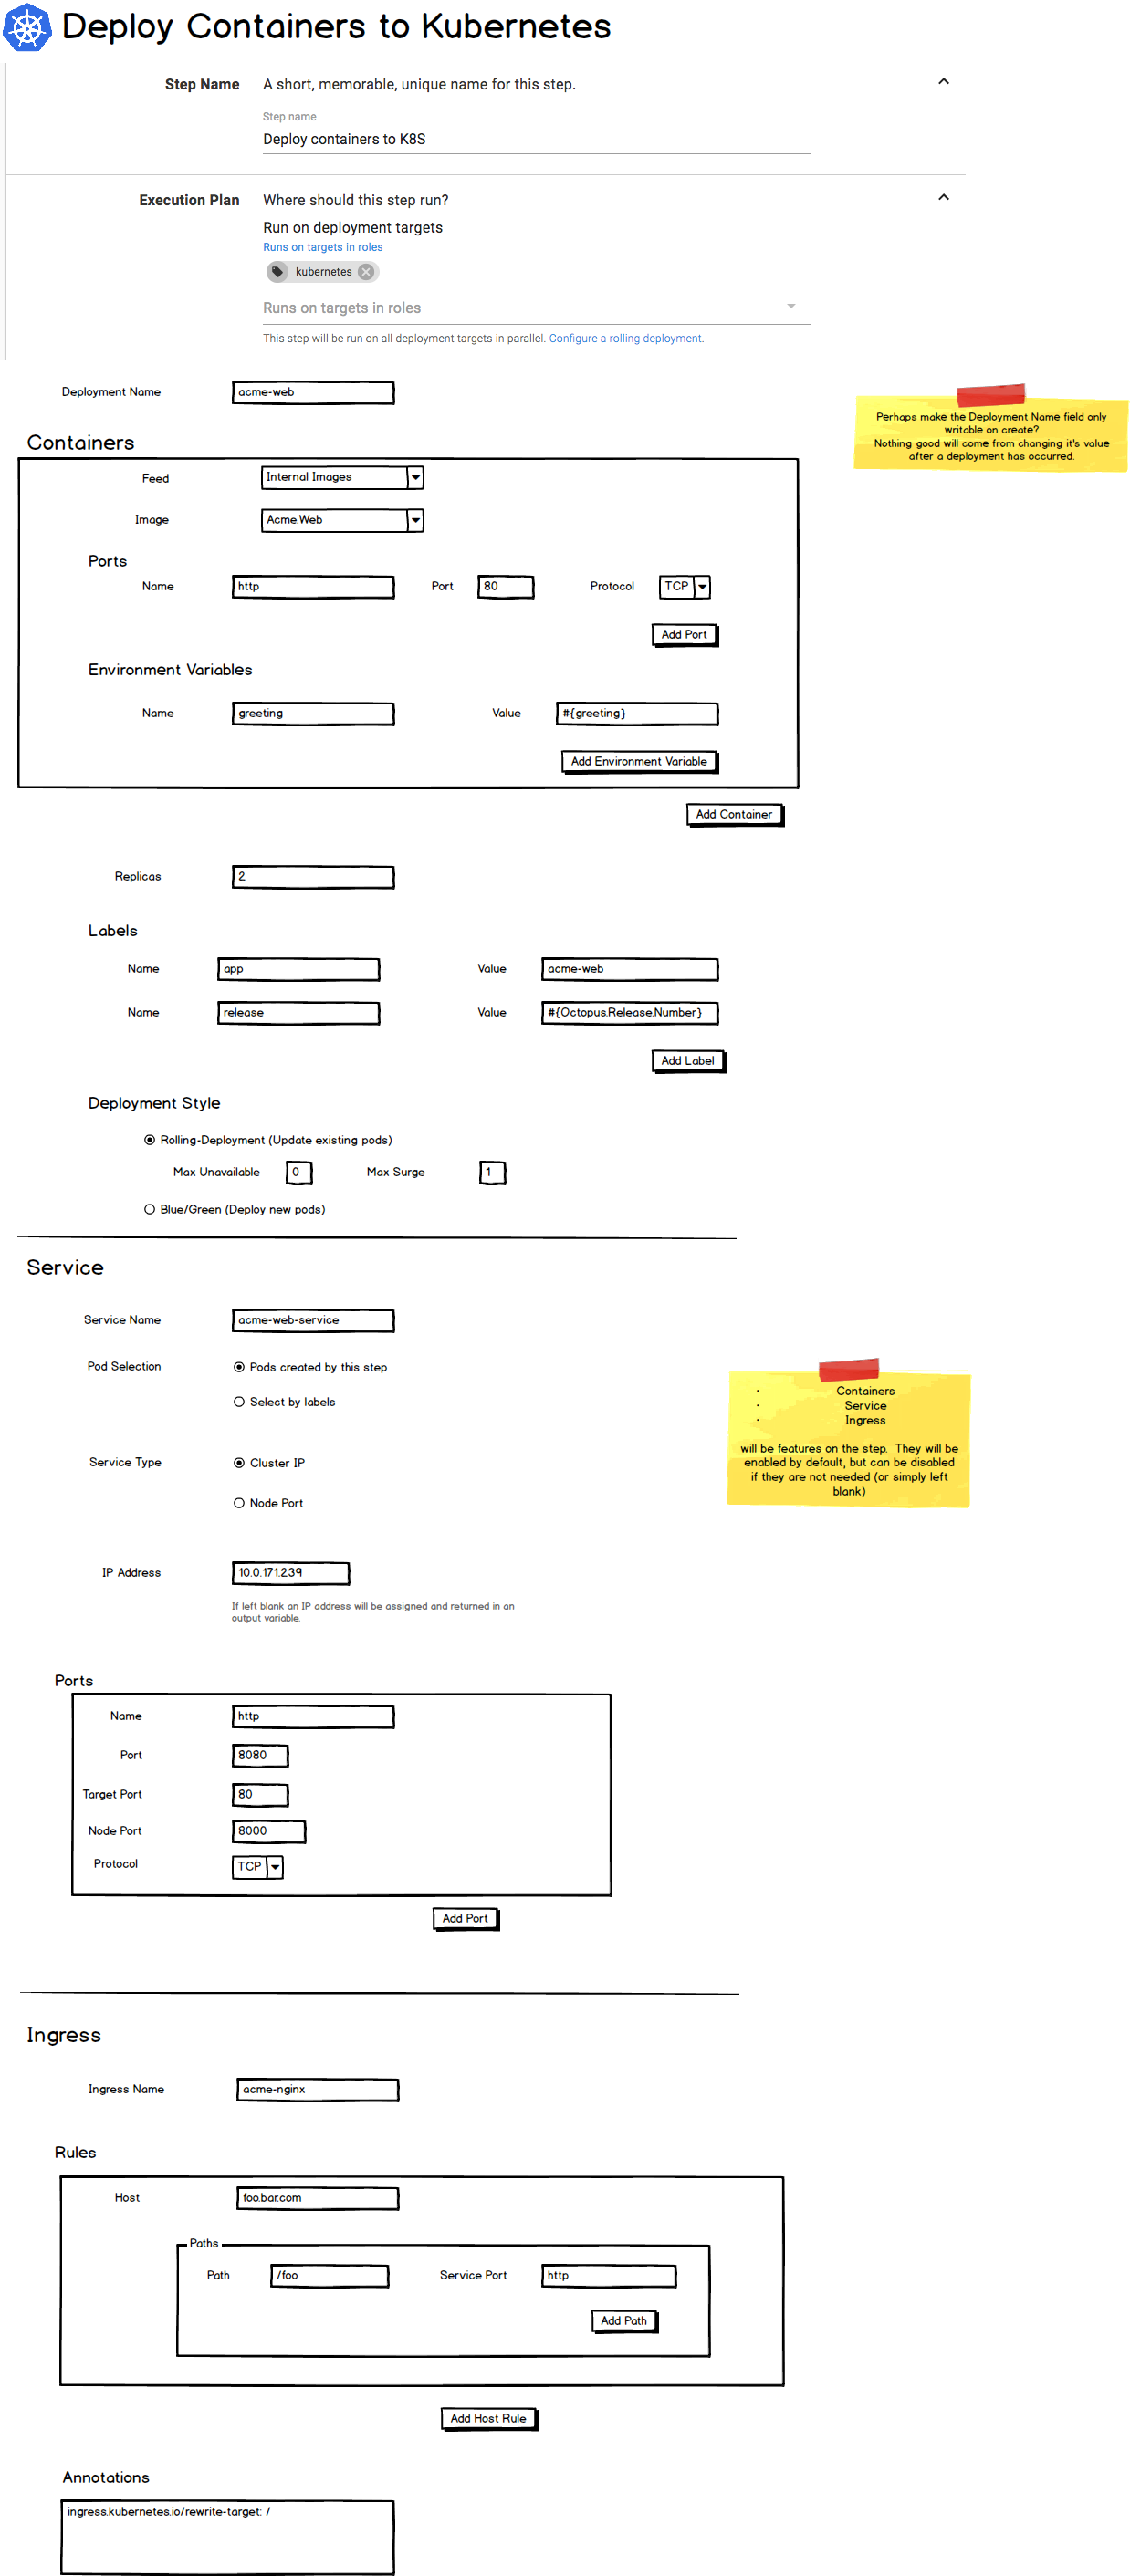 Deploy Containers to Kubernetes
Step Name
A short, memorable, unique name for this step.
Step name
Deploy containers to K8S
Execution Plan
Where should this step run?
Run on deployment targets
Runs on targets in roles
kubernetes
Runs on targets in roles
This step will be run on all deployment targets in parallel. Configure a rolling deployment.
Deployment Name
acme-web
Perhaps make the Deployment Name field only
writable on create?
Nothing good will come from changing it's value
after a deployment has occurred.
Containers
Feed
Internal Images
Image
Acme.Web
Ports
Name
http
Port
80
Protocol
TCP
Add Port
Environment Variables
Name
greeting
Value
#{greeting}
Add Environment Variable
Add Container
Replicas
2
Labels
Name
app
Value
acme-web
Name
release
Value
#{Octopus.Release.Number}
Add Label
Deployment Style
Rolling-Deployment (Update existing pods)
Max Unavailable
0
Max Surge
1
Blue/Green (Deploy new pods)
Service
Service Name
acme-web-service
Pod Selection
Pods created by this step
Select by labels
· Containers
· Service
· Ingress
will be features on the step. They will be
enabled by default, but can be disabled
if they are not needed (or simply left
blank)
Service Type
Cluster IP
Node Port
IP Address
10.0.171.239
If left blank an IP address will be assigned and returned in an
output variable.
Ports
Name
http
Port
8080
Target Port
80
Node Port
8000
Protocol
TCP
Add Port
Ingress
Ingress Name
acme-nginx
Rules
Host
foo.bar.com
Paths
Path
/foo
Service Port
http
Add Path
Add Host Rule
Annotations
ingress.kubernetes.io/rewrite-target: /